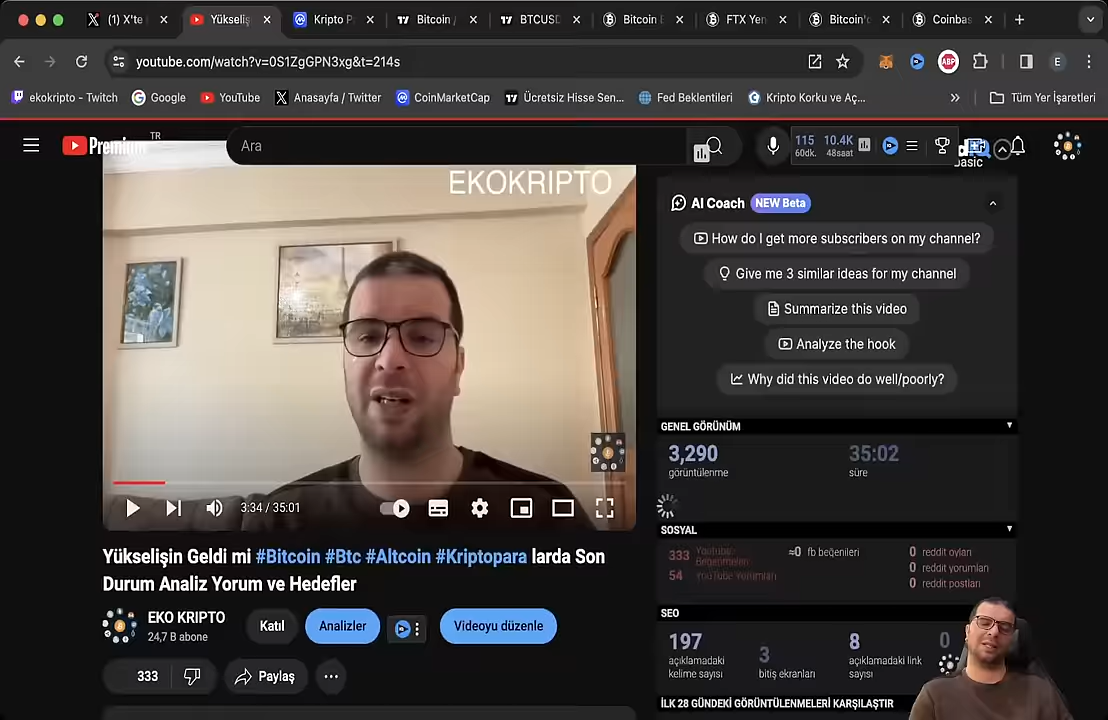 (1) X'te
Yükseliş
Kripto P
Bitcoin /
BTCUSD
Bitcoin E
FTX Yen
Bitcoin'd
Coinbas
youtube.com/watch?v=0S1ZgGPN3xg&t=214s
ABP
E
ekokripto - Twitch
Google
YouTube
Anasayfa / Twitter
CoinMarketCap
Ücretsiz Hisse Sen...
Fed Beklentileri
Kripto Korku ve Aç...
Tüm Yer İşaretleri
Premium
TR
Ara
115
60dk.
10.4K
48saat
Basic
EKOKRIPTO
AI Coach
NEW Beta
How do I get more subscribers on my channel?
Give me 3 similar ideas for my channel
Summarize this video
Analyze the hook
Why did this video do well/poorly?
GENEL GÖRÜNÜM
3,290
görüntülenme
35:02
süre
3:34 / 35:01
SOSYAL
333 Youtube Beğenmeleri
54 YouTube Yorumları
≈0 fb beğenileri
0 reddit oyları
0 reddit yorumları
0 reddit postları
Yükselişin Geldi mi #Bitcoin #Btc #Altcoin #Kriptopara larda Son
Durum Analiz Yorum ve Hedefler
EKO KRIPTO
24,7 B abone
Katıl
Analizler
Videoyu düzenle
333
Paylaş
SEO
197
açıklamadaki
kelime sayısı
3
bitiş ekranları
8
açıklamadaki link
sayısı
0
İLK 28 GÜNDEKİ GÖRÜNTÜLENMELERİ KARŞILAŞTIR